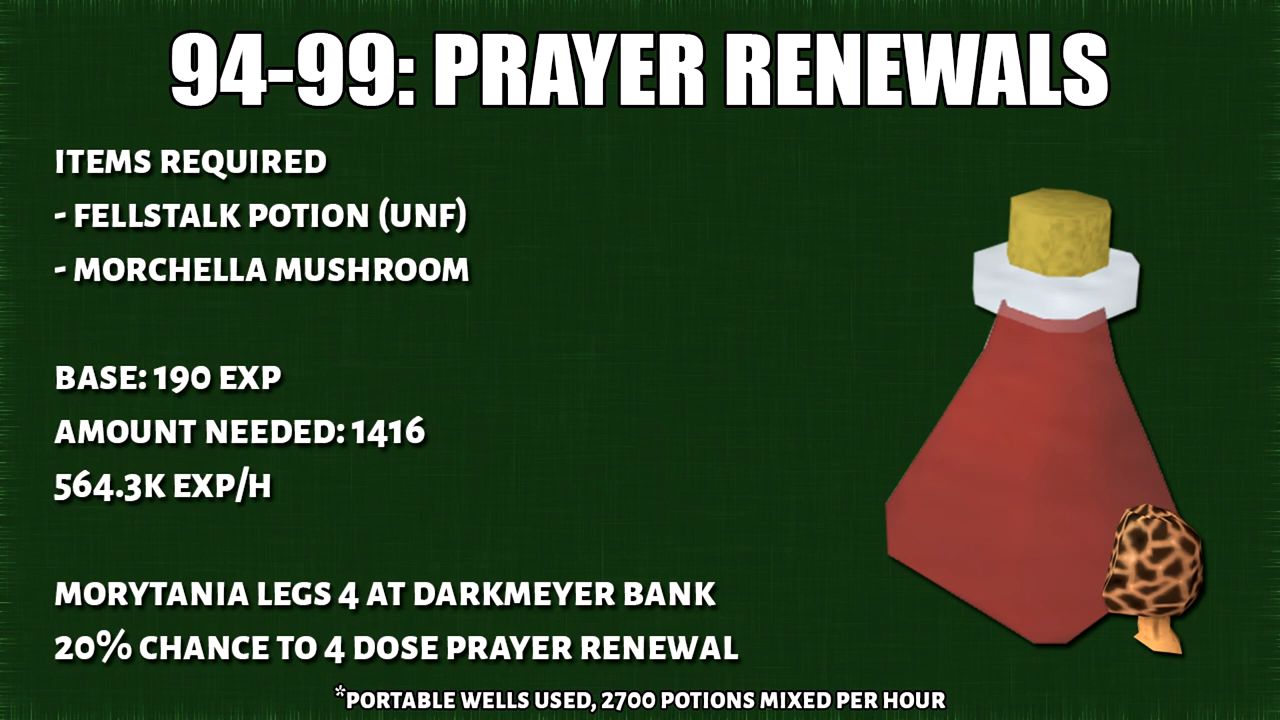 94-99: PRAYER RENEWALS
ITEMS REQUIRED
- FELLSTALK POTION (UNF)
- MORCHELLA MUSHROOM
BASE: 190 EXP
AMOUNT NEEDED: 1416
564.3K EXP/H
MORYTANIA LEGS 4 AT DARKMEYER BANK
20% CHANCE TO 4 DOSE PRAYER RENEWAL
*PORTABLE WELLS USED, 2700 POTIONS MIXED PER HOUR